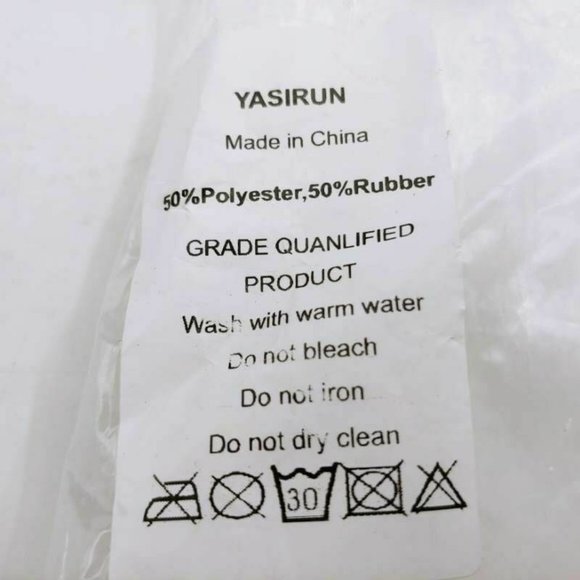 YASIRUN
Made in China
50%Polyester,50%Rubber
GRADE QUANLIFIED
PRODUCT
Wash with warm water
Do not bleach
Do not iron
Do not dry clean
30